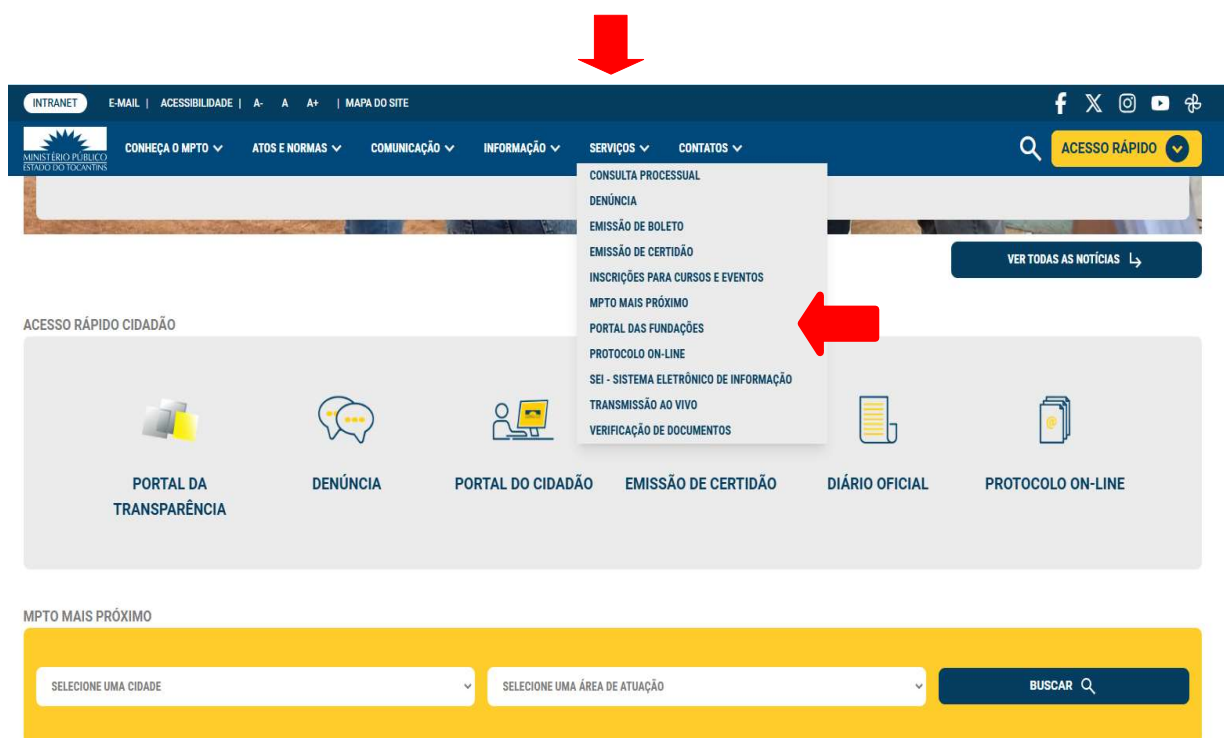 INTRANET E-MAIL | ACESSIBILIDADE | A- A A+ | MAPA DO SITE
MINISTÉRIO PÚBLICO
ESTADO DO TOCANTINS
CONHEÇA O MPTO ATOS E NORMAS COMUNICAÇÃO INFORMAÇÃO SERVIÇOS CONTATOS ACESSO RÁPIDO
CONSULTA PROCESSUAL
DENÚNCIA
EMISSÃO DE BOLETO
EMISSÃO DE CERTIDÃO
INSCRIÇÕES PARA CURSOS E EVENTOS
MPTO MAIS PRÓXIMO
PORTAL DAS FUNDAÇÕES
PROTOCOLO ON-LINE
SEI - SISTEMA ELETRÔNICO DE INFORMAÇÃO
TRANSMISSÃO AO VIVO
VERIFICAÇÃO DE DOCUMENTOS
VER TODAS AS NOTÍCIAS
ACESSO RÁPIDO CIDADÃO
PORTAL DA
TRANSPARÊNCIA
DENÚNCIA
PORTAL DO CIDADÃO
EMISSÃO DE CERTIDÃO
DIÁRIO OFICIAL
PROTOCOLO ON-LINE
MPTO MAIS PRÓXIMO
SELECIONE UMA CIDADE SELECIONE UMA ÁREA DE ATUAÇÃO BUSCAR